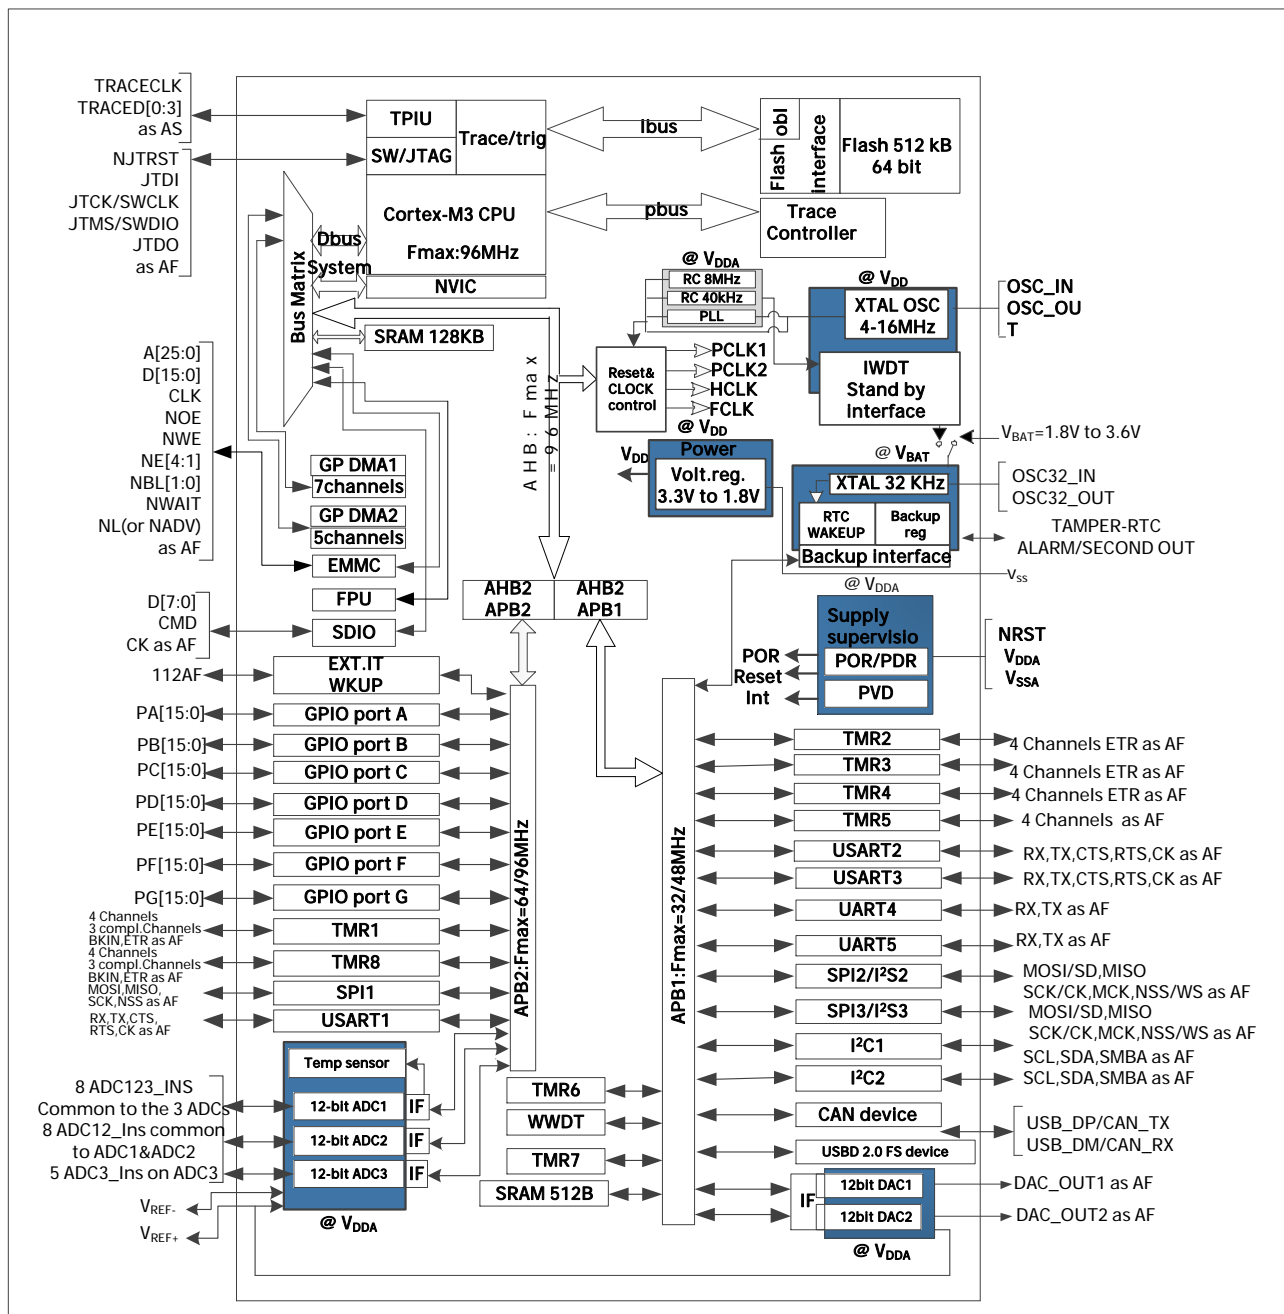 TRACECLK
TRACED[0:3]
as AS
NJTRST
JTDI
JTCK/SWCLK
JTMS/SWDIO
JTDO
as AF
TPIU
SW/JTAG
Trace/trig
Cortex-M3 CPU
Fmax:96MHz
NVIC
Ibus
Flash obl
interface
Flash 512 kB
64 bit
pbus
Trace
Controller
Dbus
System
Bus Matrix
SRAM 128KB
@ VDDA
RC 8MHz
RC 40kHz
PLL
@ VDD
XTAL OSC
4-16MHz
OSC_IN
OSC_OU
T
IWDT
Stand by
Interface
Reset&
CLOCK
control
PCLK1
PCLK2
HCLK
FCLK
AHB: Fmax
=96MHz
@ VDD
Power
VDD
Volt.reg.
3.3V to 1.8V
VBAT=1.8V to 3.6V
@ VBAT
XTAL 32 KHz
OSC32_IN
OSC32_OUT
RTC
WAKEUP
Backup
reg
Backup interface
TAMPER-RTC
ALARM/SECOND OUT
VSS
A[25:0]
D[15:0]
CLK
NOE
NWE
NE[4:1]
NBL[1:0]
NWAIT
NL(or NADV)
as AF
GP DMA1
7channels
GP DMA2
5channels
EMMC
FPU
SDIO
D[7:0]
CMD
CK as AF
AHB2
APB2
AHB2
APB1
@ VDDA
Supply
supervisio
POR/PDR
PVD
POR
Reset
Int
NRST
VDDA
VSSA
112AF
EXT.IT
WKUP
PA[15:0]
GPIO port A
PB[15:0]
GPIO port B
PC[15:0]
GPIO port C
PD[15:0]
GPIO port D
PE[15:0]
GPIO port E
PF[15:0]
GPIO port F
PG[15:0]
GPIO port G
4 Channels
3 compl.Channels
BKIN,ETR as AF
TMR1
4 Channels
3 compl.Channels
BKIN,ETR as AF
TMR8
MOSI,MISO,
SCK,NSS as AF
SPI1
RX,TX,CTS,
RTS,CK as AF
USART1
APB2:Fmax=64/96MHz
APB1:Fmax=32/48MHz
TMR2
4 Channels ETR as AF
TMR3
4 Channels ETR as AF
TMR4
4 Channels ETR as AF
TMR5
4 Channels as AF
USART2
RX,TX,CTS,RTS,CK as AF
USART3
RX,TX,CTS,RTS,CK as AF
UART4
RX,TX as AF
UART5
RX,TX as AF
SPI2/I²S2
MOSI/SD,MISO
SCK/CK,MCK,NSS/WS as AF
SPI3/I²S3
MOSI/SD,MISO
SCK/CK,MCK,NSS/WS as AF
I²C1
SCL,SDA,SMBA as AF
I²C2
SCL,SDA,SMBA as AF
CAN device
USB_DP/CAN_TX
USB_DM/CAN_RX
USBD 2.0 FS device
IF
12bit DAC1
DAC_OUT1 as AF
12bit DAC2
DAC_OUT2 as AF
@ VDDA
TMR6
WWDT
TMR7
SRAM 512B
Temp sensor
8 ADC123_INS
Common to the 3 ADCs
8 ADC12_Ins common
to ADC1&ADC2
5 ADC3_Ins on ADC3
12-bit ADC1
IF
12-bit ADC2
IF
12-bit ADC3
IF
VREF-
VREF+
@ VDDA